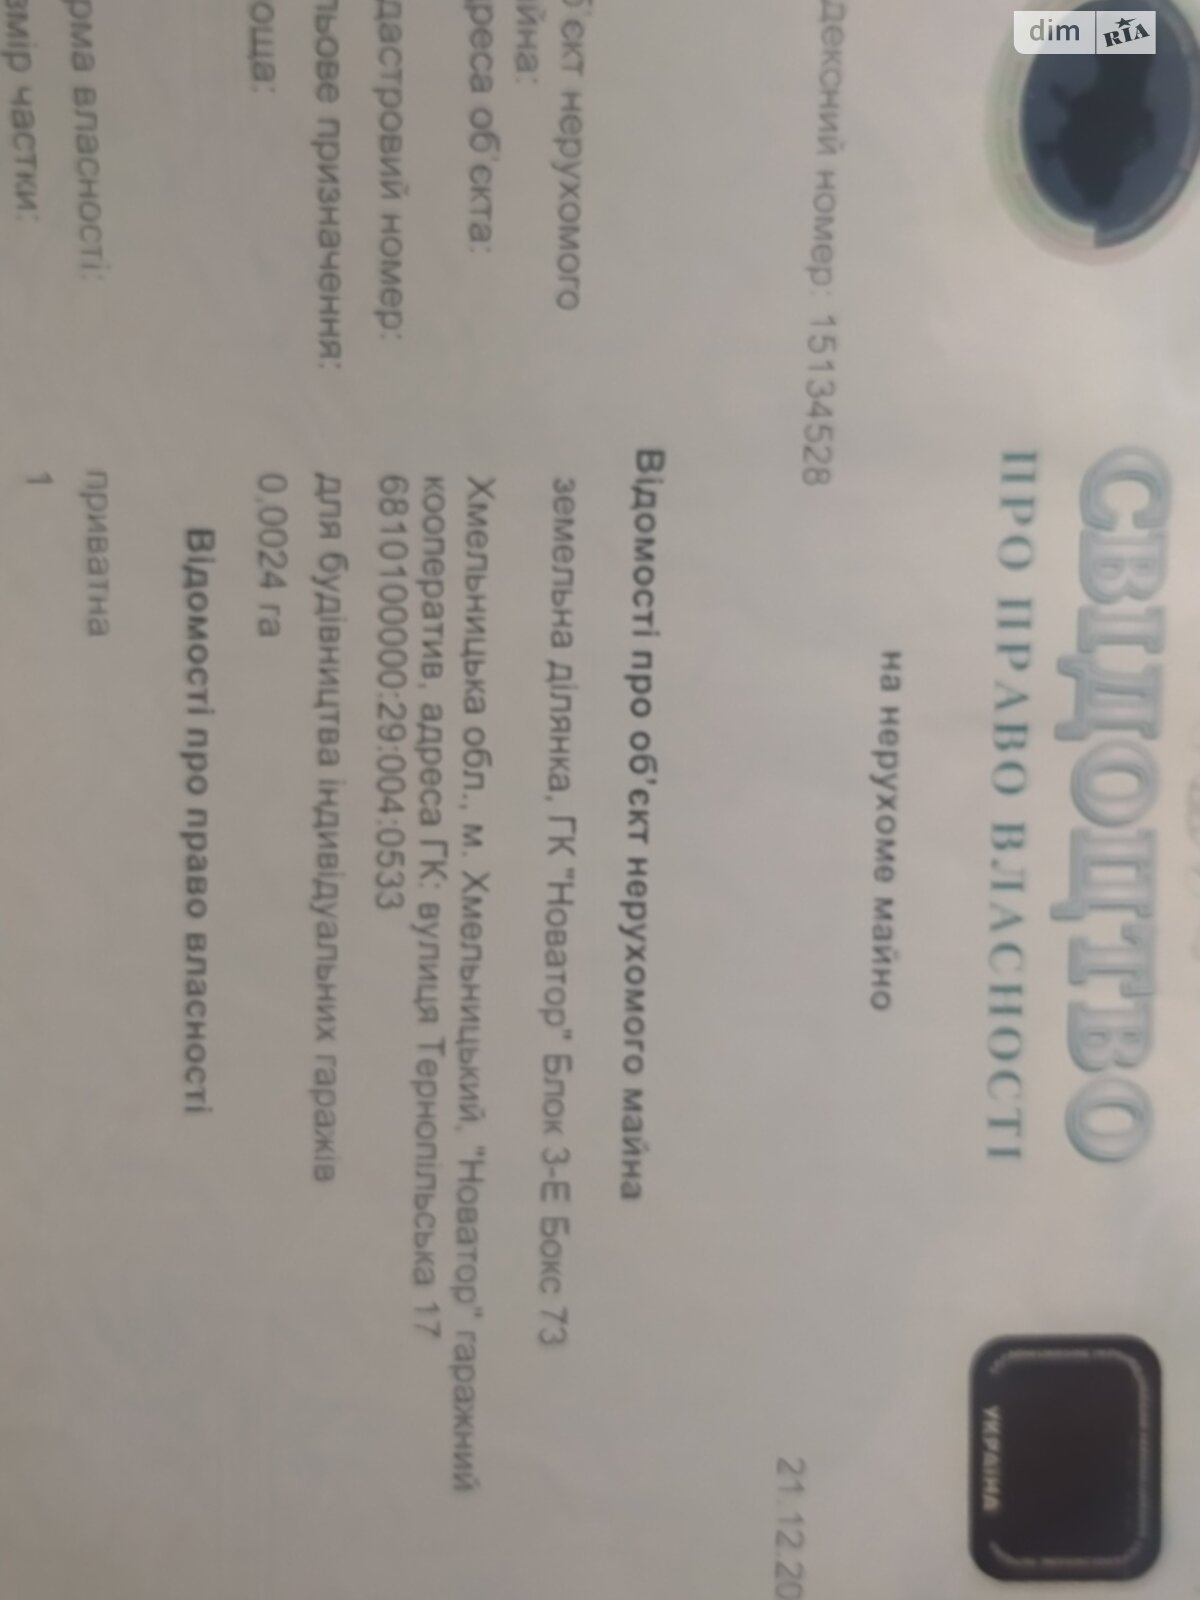 dim RIA
СВІДОЦТВО
ПРО ПРАВО ВЛАСНОСТІ
УКРАЇНА
на нерухоме майно
дексний номер: 15134528
21.12.20
Відомості про об'єкт нерухомого майна
б'єкт нерухомого земельна ділянка, ГК "Новатор" Блок 3-Е Бокс 73
йна:
реса об'єкта: Хмельницька обл., м. Хмельницький, "Новатор" гаражний
кооператив, адреса ГК: вулиця Тернопільська 17
дастровий номер: 6810100000:29:004:0533
льове призначення: для будівництва індивідуальних гаражів
оща: 0,0024 га
Відомості про право власності
рма власності: приватна
змір частки: 1